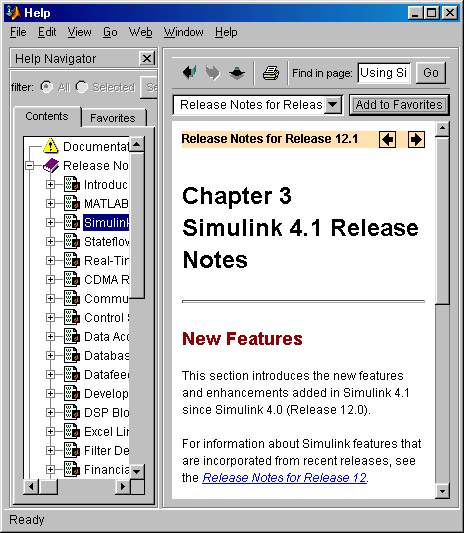 Help
File Edit View Go Web Window Help
Help Navigator
filter: All Selected
Contents Favorites
Documentat
Release No
Introduc
MATLAB
Simulink
Stateflow
Real-Tim
CDMA R
Commu
Control S
Data Acc
Databas
Datafeed
Develop
DSP Blo
Excel Lin
Filter De
Financia
Find in page: Using Si Go
Release Notes for Releas Add to Favorites
Release Notes for Release 12.1
Chapter 3
Simulink 4.1 Release
Notes
New Features
This section introduces the new features
and enhancements added in Simulink 4.1
since Simulink 4.0 (Release 12.0).
For information about Simulink features that
are incorporated from recent releases, see
the Release Notes for Release 12.
Ready